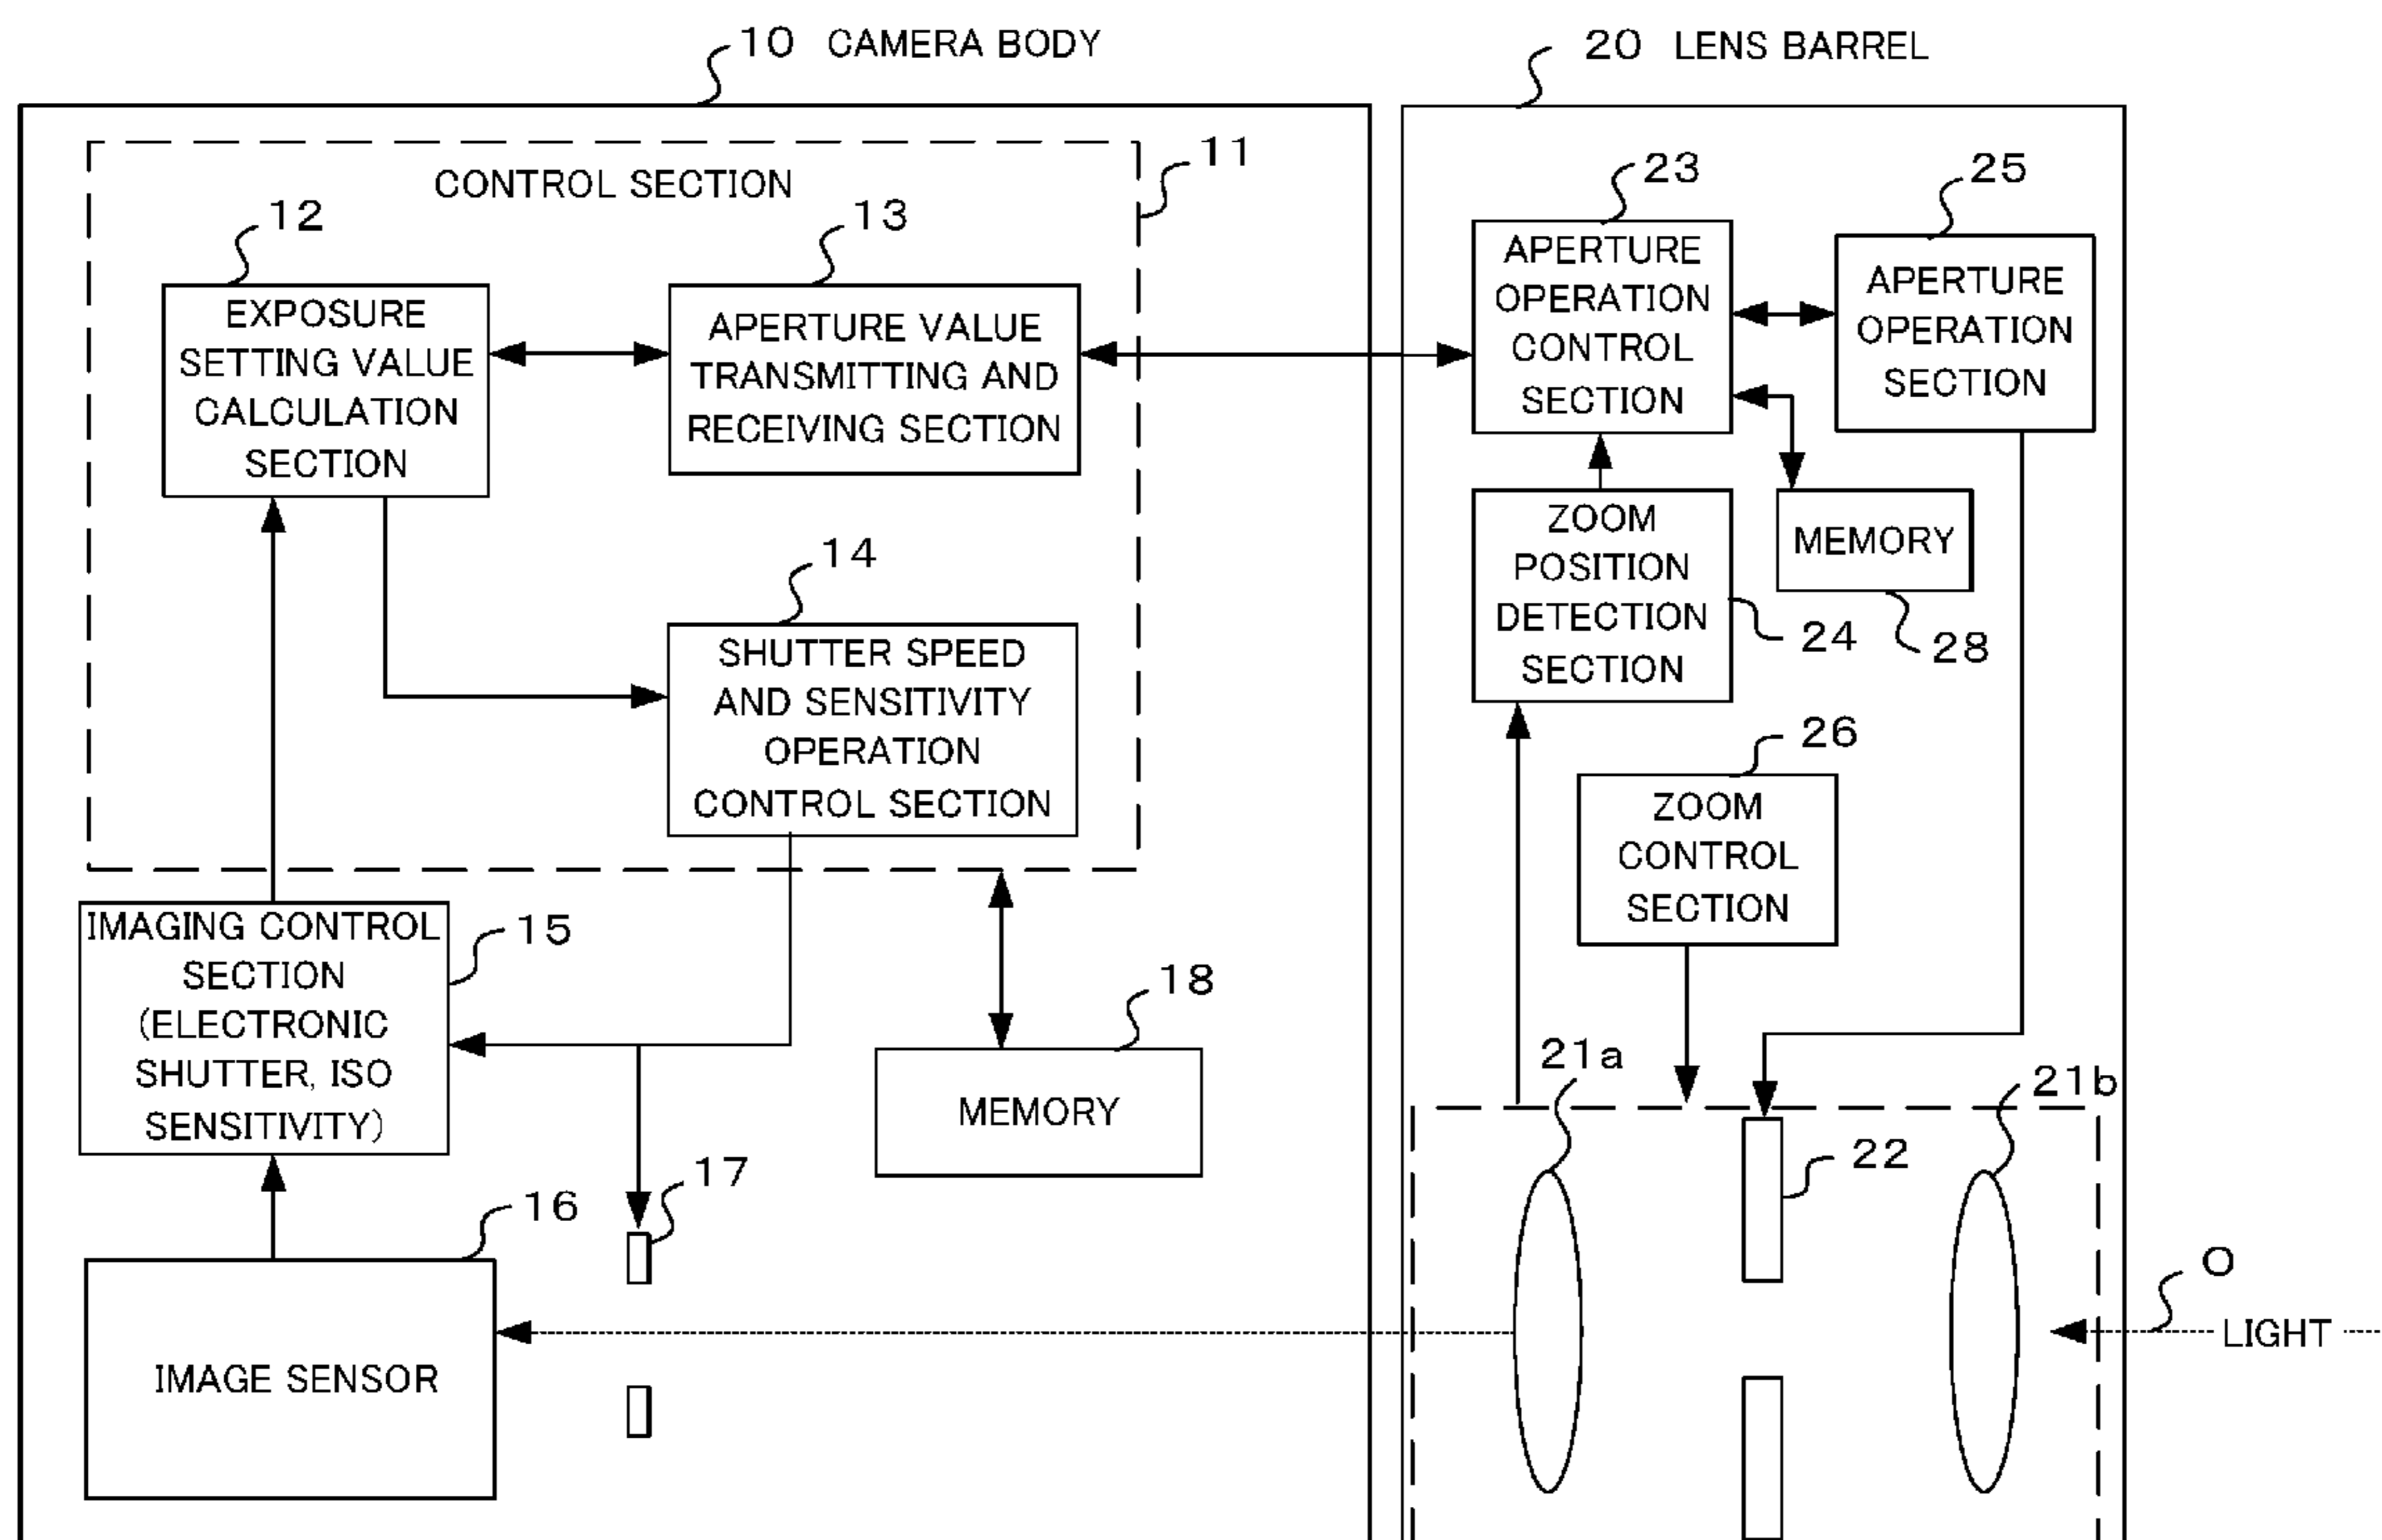 10 CAMERA BODY
20 LENS BARREL
11
CONTROL SECTION
12
EXPOSURE
SETTING VALUE
CALCULATION
SECTION
13
APERTURE VALUE
TRANSMITTING AND
RECEIVING SECTION
14
SHUTTER SPEED
AND SENSITIVITY
OPERATION
CONTROL SECTION
IMAGING CONTROL
SECTION
(ELECTRONIC
SHUTTER, ISO
SENSITIVITY)
15
18
MEMORY
17
16
IMAGE SENSOR
23
APERTURE
OPERATION
CONTROL
SECTION
25
APERTURE
OPERATION
SECTION
ZOOM
POSITION
DETECTION
SECTION
24
MEMORY
28
26
ZOOM
CONTROL
SECTION
21a
21b
22
O
LIGHT